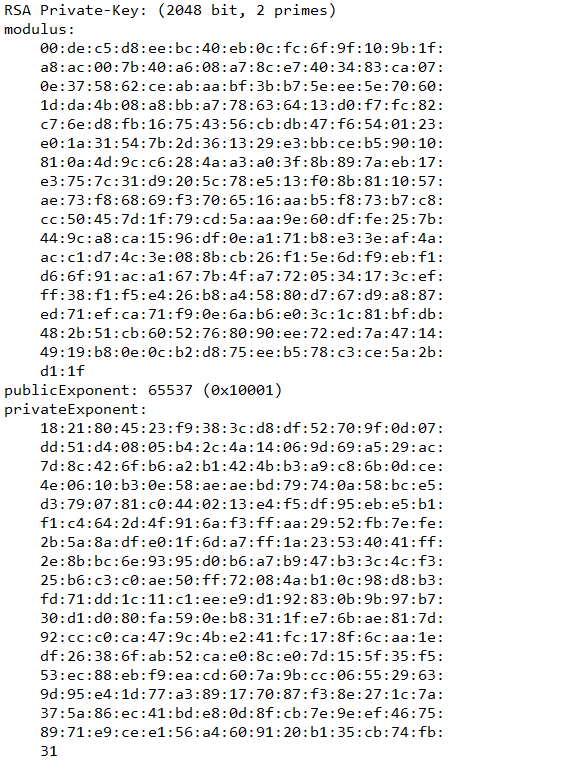 RSA Private-Key: (2048 bit, 2 primes)
modulus:
00:de:c5:d8:ee:bc:40:eb:0c:fc:6f:9f:10:9b:1f:
a8:ac:00:7b:40:a6:08:a7:8c:e7:40:34:83:ca:07:
0e:37:58:62:ce:ab:aa:bf:3b:b7:5e:ee:5e:70:60:
1d:da:4b:08:a8:bb:a7:78:63:64:13:d0:f7:fc:82:
c7:6e:d8:fb:16:75:43:56:cb:db:47:f6:54:01:23:
e0:1a:31:54:7b:2d:36:13:29:e3:bb:ce:b5:90:10:
81:0a:4d:9c:c6:28:4a:a3:a0:3f:8b:89:7a:eb:17:
e3:75:7c:31:d9:20:5c:78:e5:13:f0:8b:81:10:57:
ae:73:f8:68:69:f3:70:65:16:aa:b5:f8:73:b7:c8:
cc:50:45:7d:1f:79:cd:5a:aa:9e:60:df:fe:25:7b:
44:9c:a8:ca:15:96:df:0e:a1:71:b8:e3:3e:af:4a:
ac:c1:d7:4c:3e:08:8b:cb:26:f1:5e:6d:f9:eb:f1:
d6:6f:91:ac:a1:67:7b:4f:a7:72:05:34:17:3c:ef:
ff:38:f1:f5:e4:26:b8:a4:58:80:d7:67:d9:a8:87:
ed:71:ef:ca:71:f9:0e:6a:b6:e0:3c:1c:81:bf:db:
48:2b:51:cb:60:52:76:80:90:ee:72:ed:7a:47:14:
49:19:b8:0e:0c:b2:d8:75:ee:b5:78:c3:ce:5a:2b:
d1:1f
publicExponent: 65537 (0x10001)
privateExponent:
18:21:80:45:23:f9:38:3c:d8:df:52:70:9f:0d:07:
dd:51:d4:08:05:b4:2c:4a:14:06:9d:69:a5:29:ac:
7d:8c:42:6f:b6:a2:b1:42:4b:b3:a9:c8:6b:0d:ce:
4e:06:10:b3:0e:58:ae:ae:bd:79:74:0a:58:bc:e5:
d3:79:07:81:c0:44:02:13:e4:f5:df:95:eb:e5:b1:
f1:c4:64:2d:4f:91:6a:f3:ff:aa:29:52:fb:7e:fe:
2b:5a:8a:df:e0:1f:6d:a7:ff:1a:23:53:40:41:ff:
2e:8b:bc:6e:93:95:d0:b6:a7:b9:47:b3:3c:4c:f3:
25:b6:c3:c0:ae:50:ff:72:08:4a:b1:0c:98:d8:b3:
fd:71:dd:1c:11:c1:ee:e9:d1:92:83:0b:9b:97:b7:
30:d1:d0:80:fa:59:0e:b8:31:1f:e7:6b:ae:81:7d:
92:cc:c0:ca:47:9c:4b:e2:41:fc:17:8f:6c:aa:1e:
df:26:38:6f:ab:52:ca:e0:8c:e0:7d:15:5f:35:f5:
53:ec:88:eb:f9:ea:cd:60:7a:9b:cc:06:55:29:63:
9d:95:e4:1d:77:a3:89:17:70:87:f3:8e:27:1c:7a:
37:5a:86:ec:41:bd:e8:0d:8f:cb:7e:9e:ef:46:75:
89:71:e9:ce:e1:56:a4:60:91:20:b1:35:cb:74:fb:
31